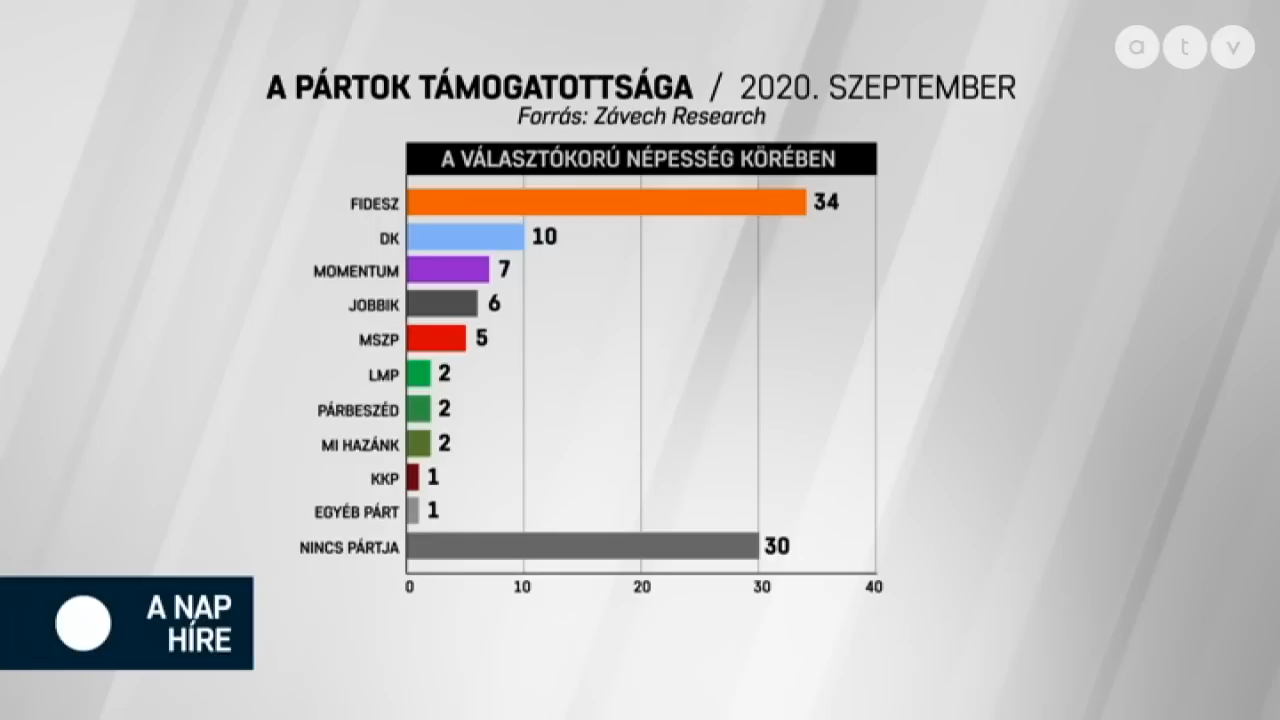 a t v
A PÁRTOK TÁMOGATOTTSÁGA / 2020. SZEPTEMBER
Forrás: Závech Research
A VÁLASZTÓKORÚ NÉPESSÉG KÖRÉBEN
FIDESZ 34
DK 10
MOMENTUM 7
JOBBIK 6
MSZP 5
LMP 2
PÁRBESZÉD 2
MI HAZÁNK 2
KKP 1
EGYÉB PÁRT 1
NINCS PÁRTJA 30
0 10 20 30 40
A NAP
HÍRE